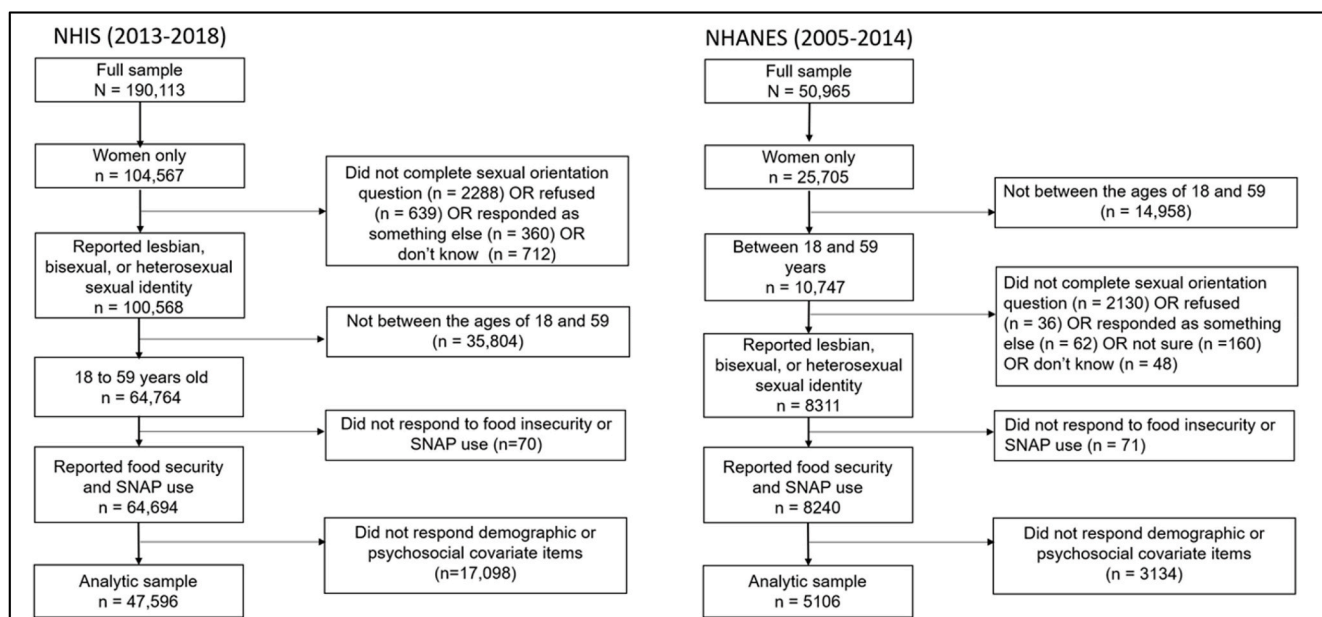 NHIS (2013-2018)
Full sample
N = 190,113
Women only
n = 104,567
Did not complete sexual orientation
question (n = 2288) OR refused
(n = 639) OR responded as
something else (n = 360) OR
don't know (n = 712)
Reported lesbian,
bisexual, or heterosexual
sexual identity
n = 100,568
Not between the ages of 18 and 59
(n = 35,804)
18 to 59 years old
n = 64,764
Did not respond to food insecurity or
SNAP use (n=70)
Reported food security
and SNAP use
n = 64,694
Did not respond demographic or
psychosocial covariate items
(n=17,098)
Analytic sample
n = 47,596
NHANES (2005-2014)
Full sample
N = 50,965
Women only
n = 25,705
Not between the ages of 18 and 59
(n = 14,958)
Between 18 and 59
years
n = 10,747
Did not complete sexual orientation
question (n = 2130) OR refused
(n = 36) OR responded as something
else (n = 62) OR not sure (n =160)
OR don't know (n = 48)
Reported lesbian,
bisexual, or heterosexual
sexual identity
n = 8311
Did not respond to food insecurity or
SNAP use (n = 71)
Reported food security
and SNAP use
n = 8240
Did not respond demographic or
psychosocial covariate items
(n = 3134)
Analytic sample
n = 5106